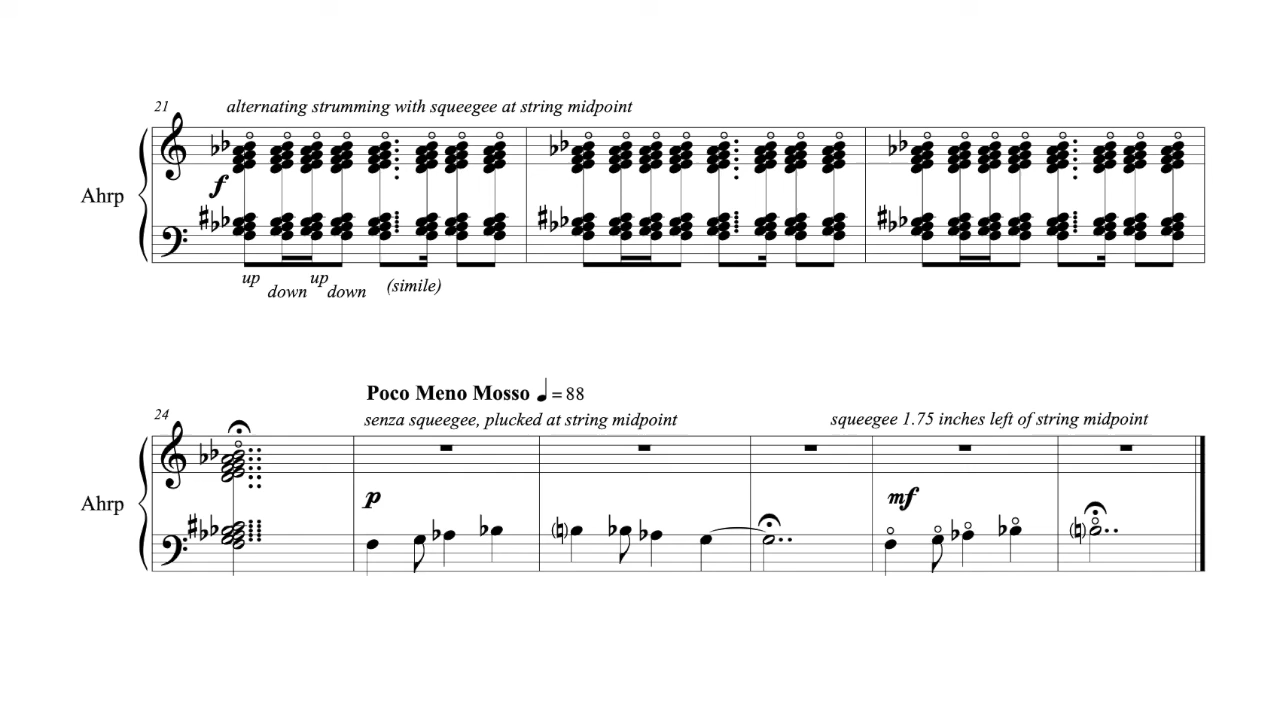 21
alternating strumming with squeegee at string midpoint
f
Ahrp
up down up down (simile)
24
Poco Meno Mosso ♩ = 88
senza squeegee, plucked at string midpoint squeegee 1.75 inches left of string midpoint
Ahrp
p mf